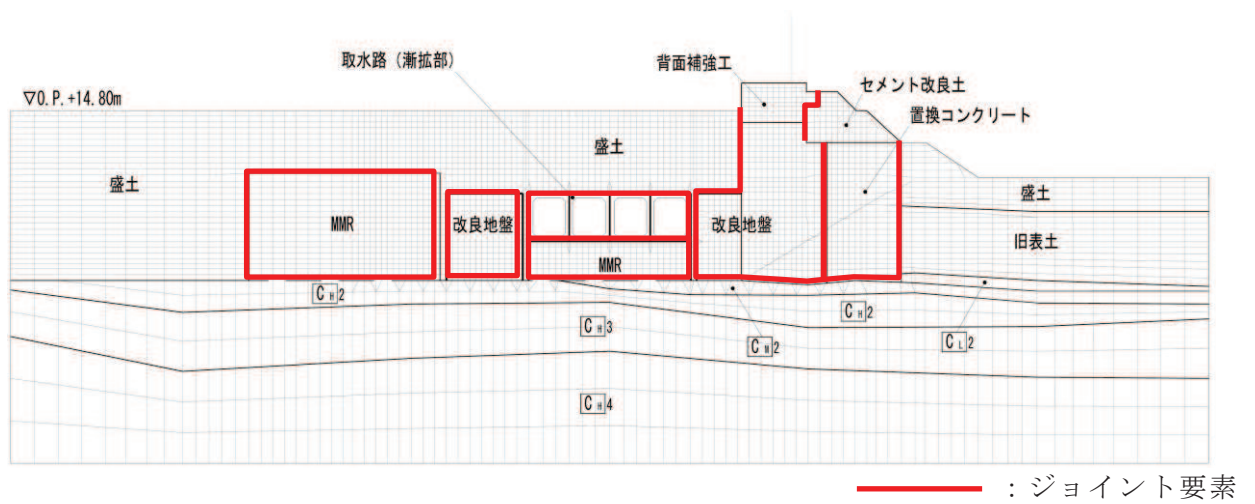 取水路（漸拡部）
背面補強工
セメント改良土
▽O.P.+14.80m
置換コンクリート
盛土
盛土
盛土
MMR
改良地盤
改良地盤
旧表土
MMR
CH2
CH2
CH3
CM2
CL2
CH4
：ジョイント要素